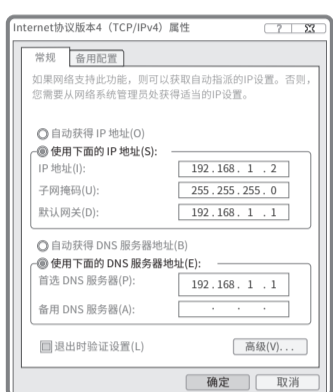 Internet协议版本4（TCP/IPv4）属性
常规 备用配置
如果网络支持此功能，则可以获取自动指派的IP设置。否则，
您需要从网络系统管理员处获得适当的IP设置。
自动获得 IP 地址(O)
使用下面的 IP 地址(S):
IP 地址(I): 192.168. 1 .2
子网掩码(U): 255.255.255. 0
默认网关(D): 192.168. 1 .1
自动获得 DNS 服务器地址(B)
使用下面的 DNS 服务器地址(E):
首选 DNS 服务器(P): 192.168. 1 .1
备用 DNS 服务器(A): . . .
退出时验证设置(L) 高级(V)...
确定 取消